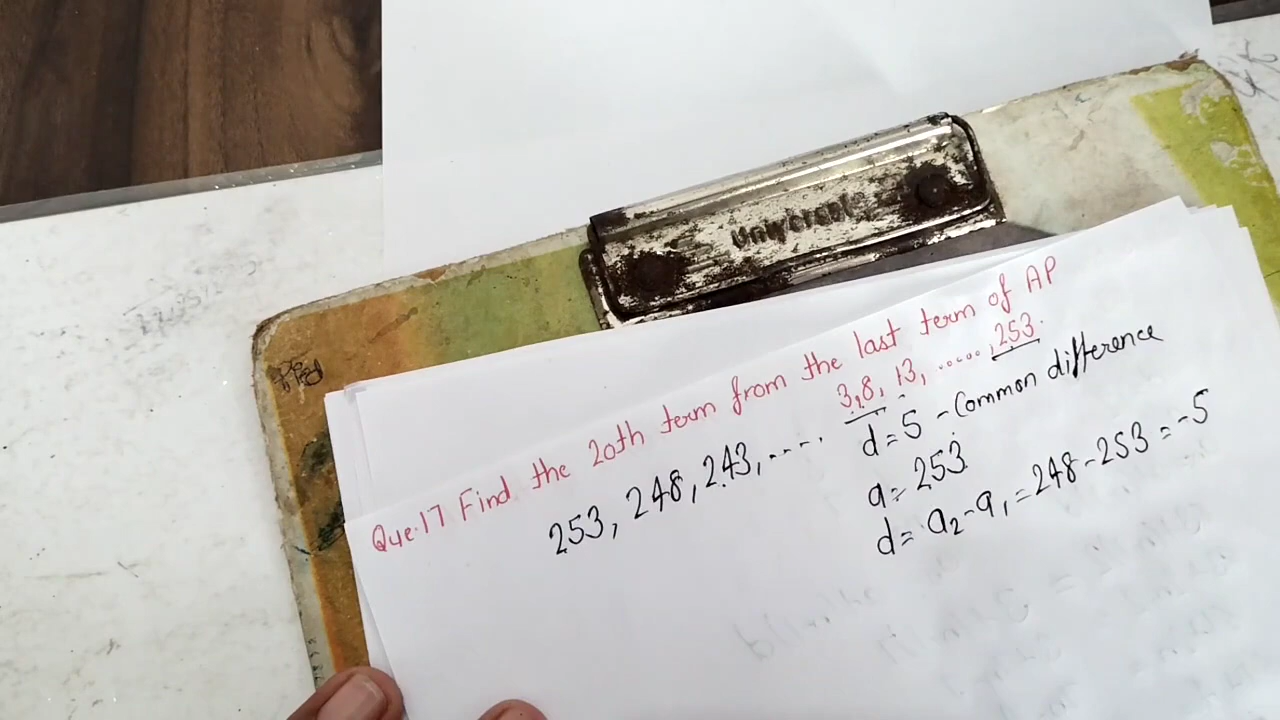 Que.17 Find the 20th term from the last term of AP
3,8, 13, ....., 253.
253, 248, 243, ....
d=5 - Common difference
a= 253
d= a₂-a₁ = 248-253 = -5